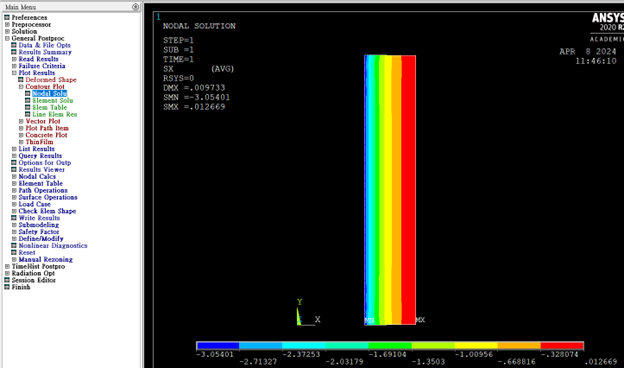 Main Menu
Preferences
Preprocessor
Solution
General Postproc
Data & File Opts
Results Summary
Read Results
Failure Criteria
Plot Results
Deformed Shape
Contour Plot
Nodal Solu
Element Solu
Elem Table
Line Elem Res
Vector Plot
Plot Path Item
Concrete Plot
ThinFilm
List Results
Query Results
Options for Outp
Results Viewer
Nodal Calcs
Element Table
Path Operations
Surface Operations
Load Case
Check Elem Shape
Write Results
Submodeling
Safety Factor
Define/Modify
Nonlinear Diagnostics
Reset
Manual Rezoning
TimeHist Postpro
Radiation Opt
Session Editor
Finish
1
NODAL SOLUTION
STEP=1
SUB =1
TIME=1
SX (AVG)
RSYS=0
DMX =.009733
SMN =-3.05401
SMX =.012669
ANSYS
2020 R2
ACADEMIC
APR 8 2024
11:46:10
Y
X
MN
MX
-3.05401 -2.37253 -1.69104 -1.00956 -.328074
-2.71327 -2.03179 -1.3503 -.668816 .012669